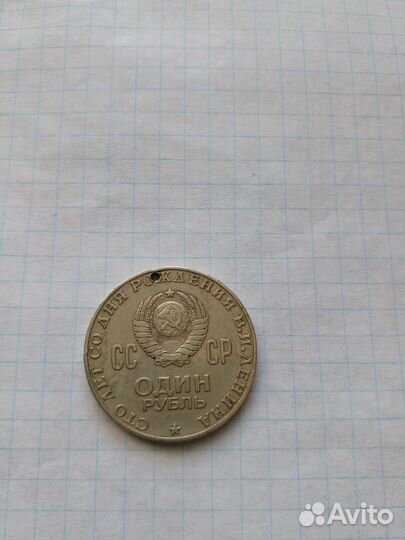 СТО ЛЕТ СО ДНЯ РОЖДЕНИЯ В.И.ЛЕНИНА
СС СР
ОДИН
РУБЛЬ
Avito